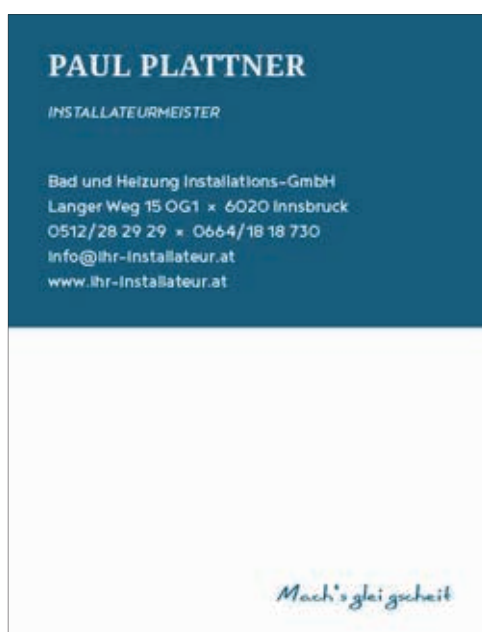 PAUL PLATTNER
INSTALLATEURMEISTER
Bad und Heizung Installations-GmbH
Langer Weg 15 OG1 × 6020 Innsbruck
0512/28 29 29 × 0664/18 18 730
info@ihr-installateur.at
www.ihr-installateur.at
Mach's glei gscheit